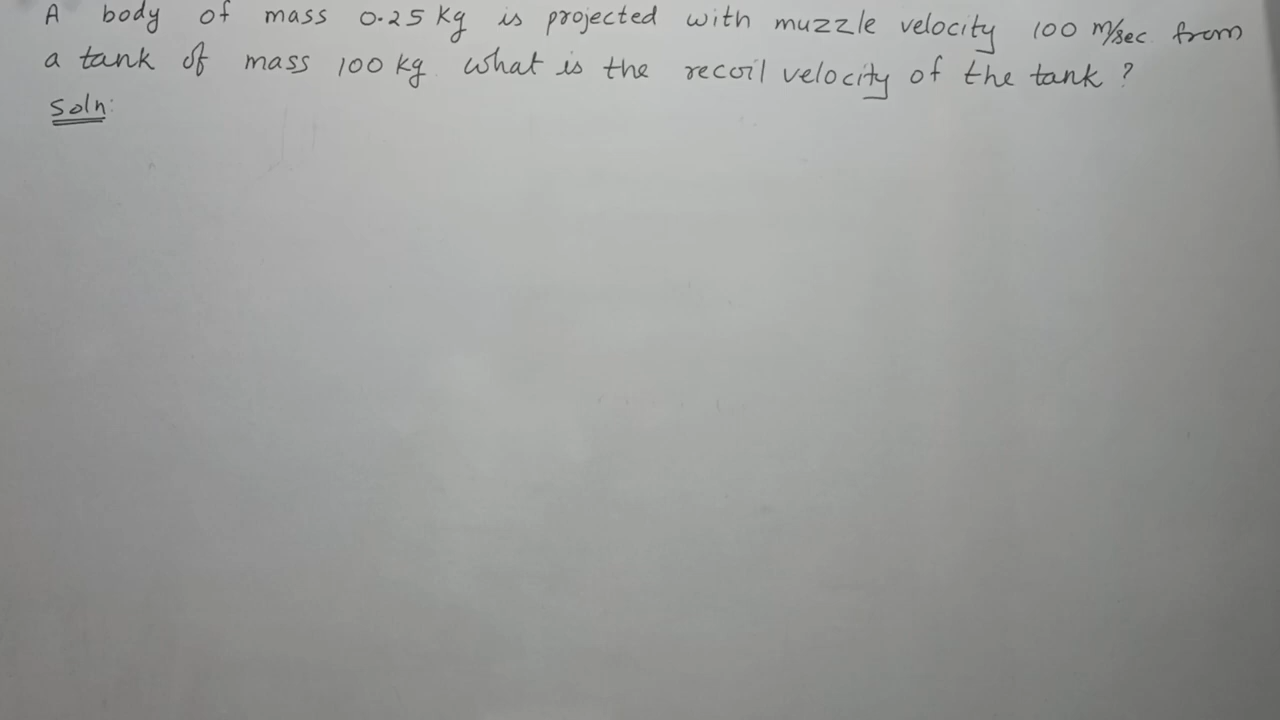 A body of mass 0.25 Kg is projected with muzzle velocity 100 m/sec from
a tank of mass 100 kg. What is the recoil velocity of the tank ?
Soln: